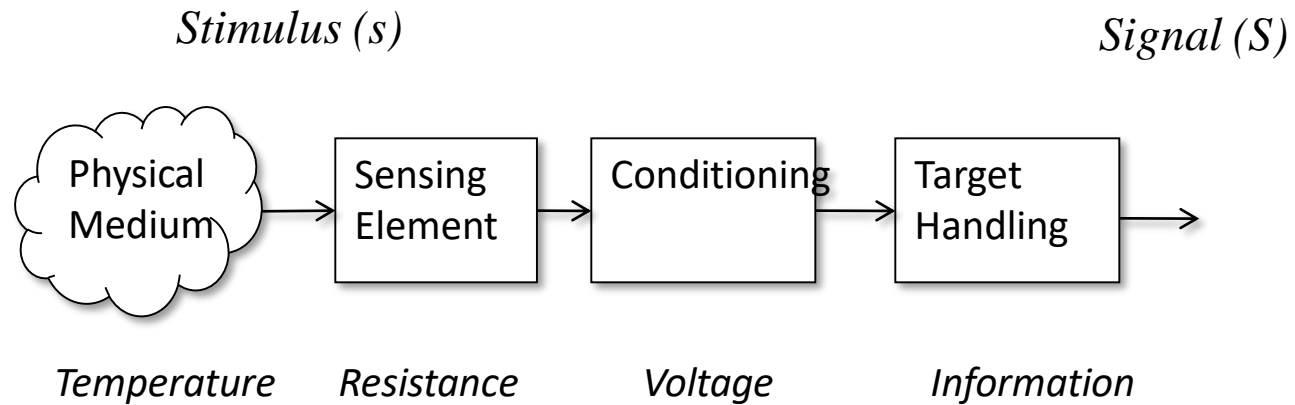 Stimulus (s)
Signal (S)
Physical
Medium
Sensing
Element
Conditioning
Target
Handling
Temperature
Resistance
Voltage
Information